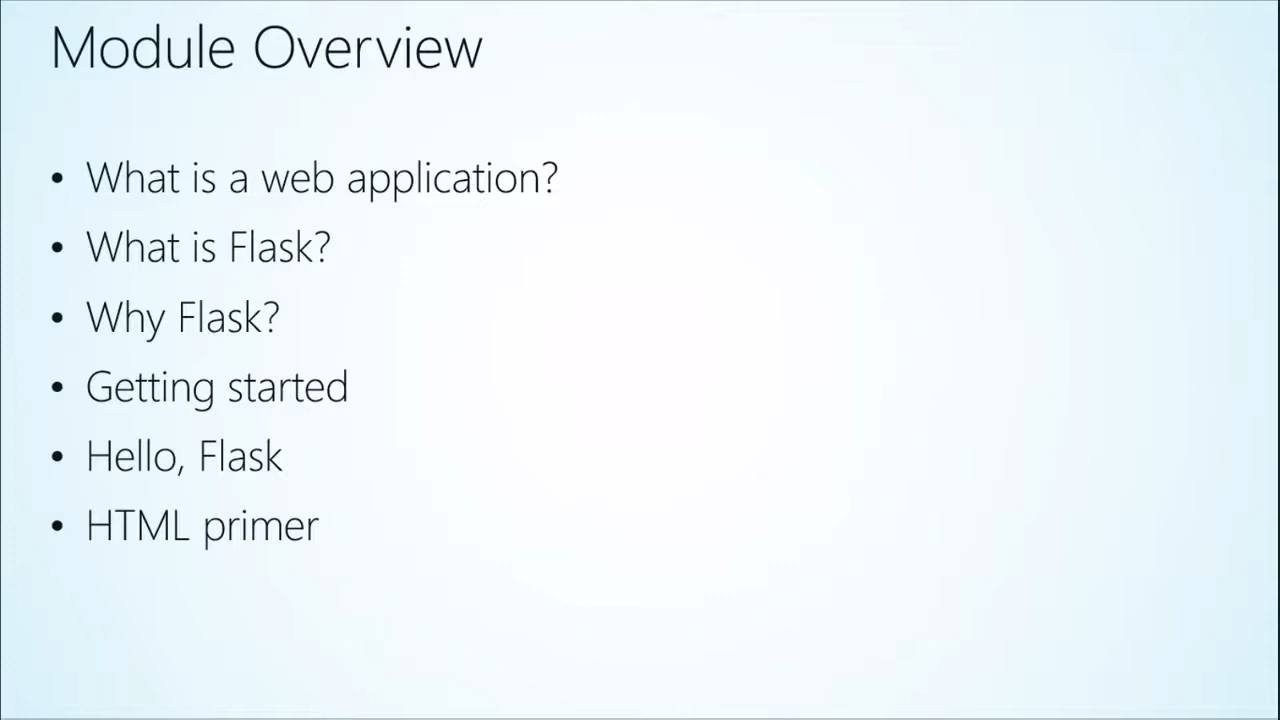 Module Overview
• What is a web application?
• What is Flask?
• Why Flask?
• Getting started
• Hello, Flask
• HTML primer